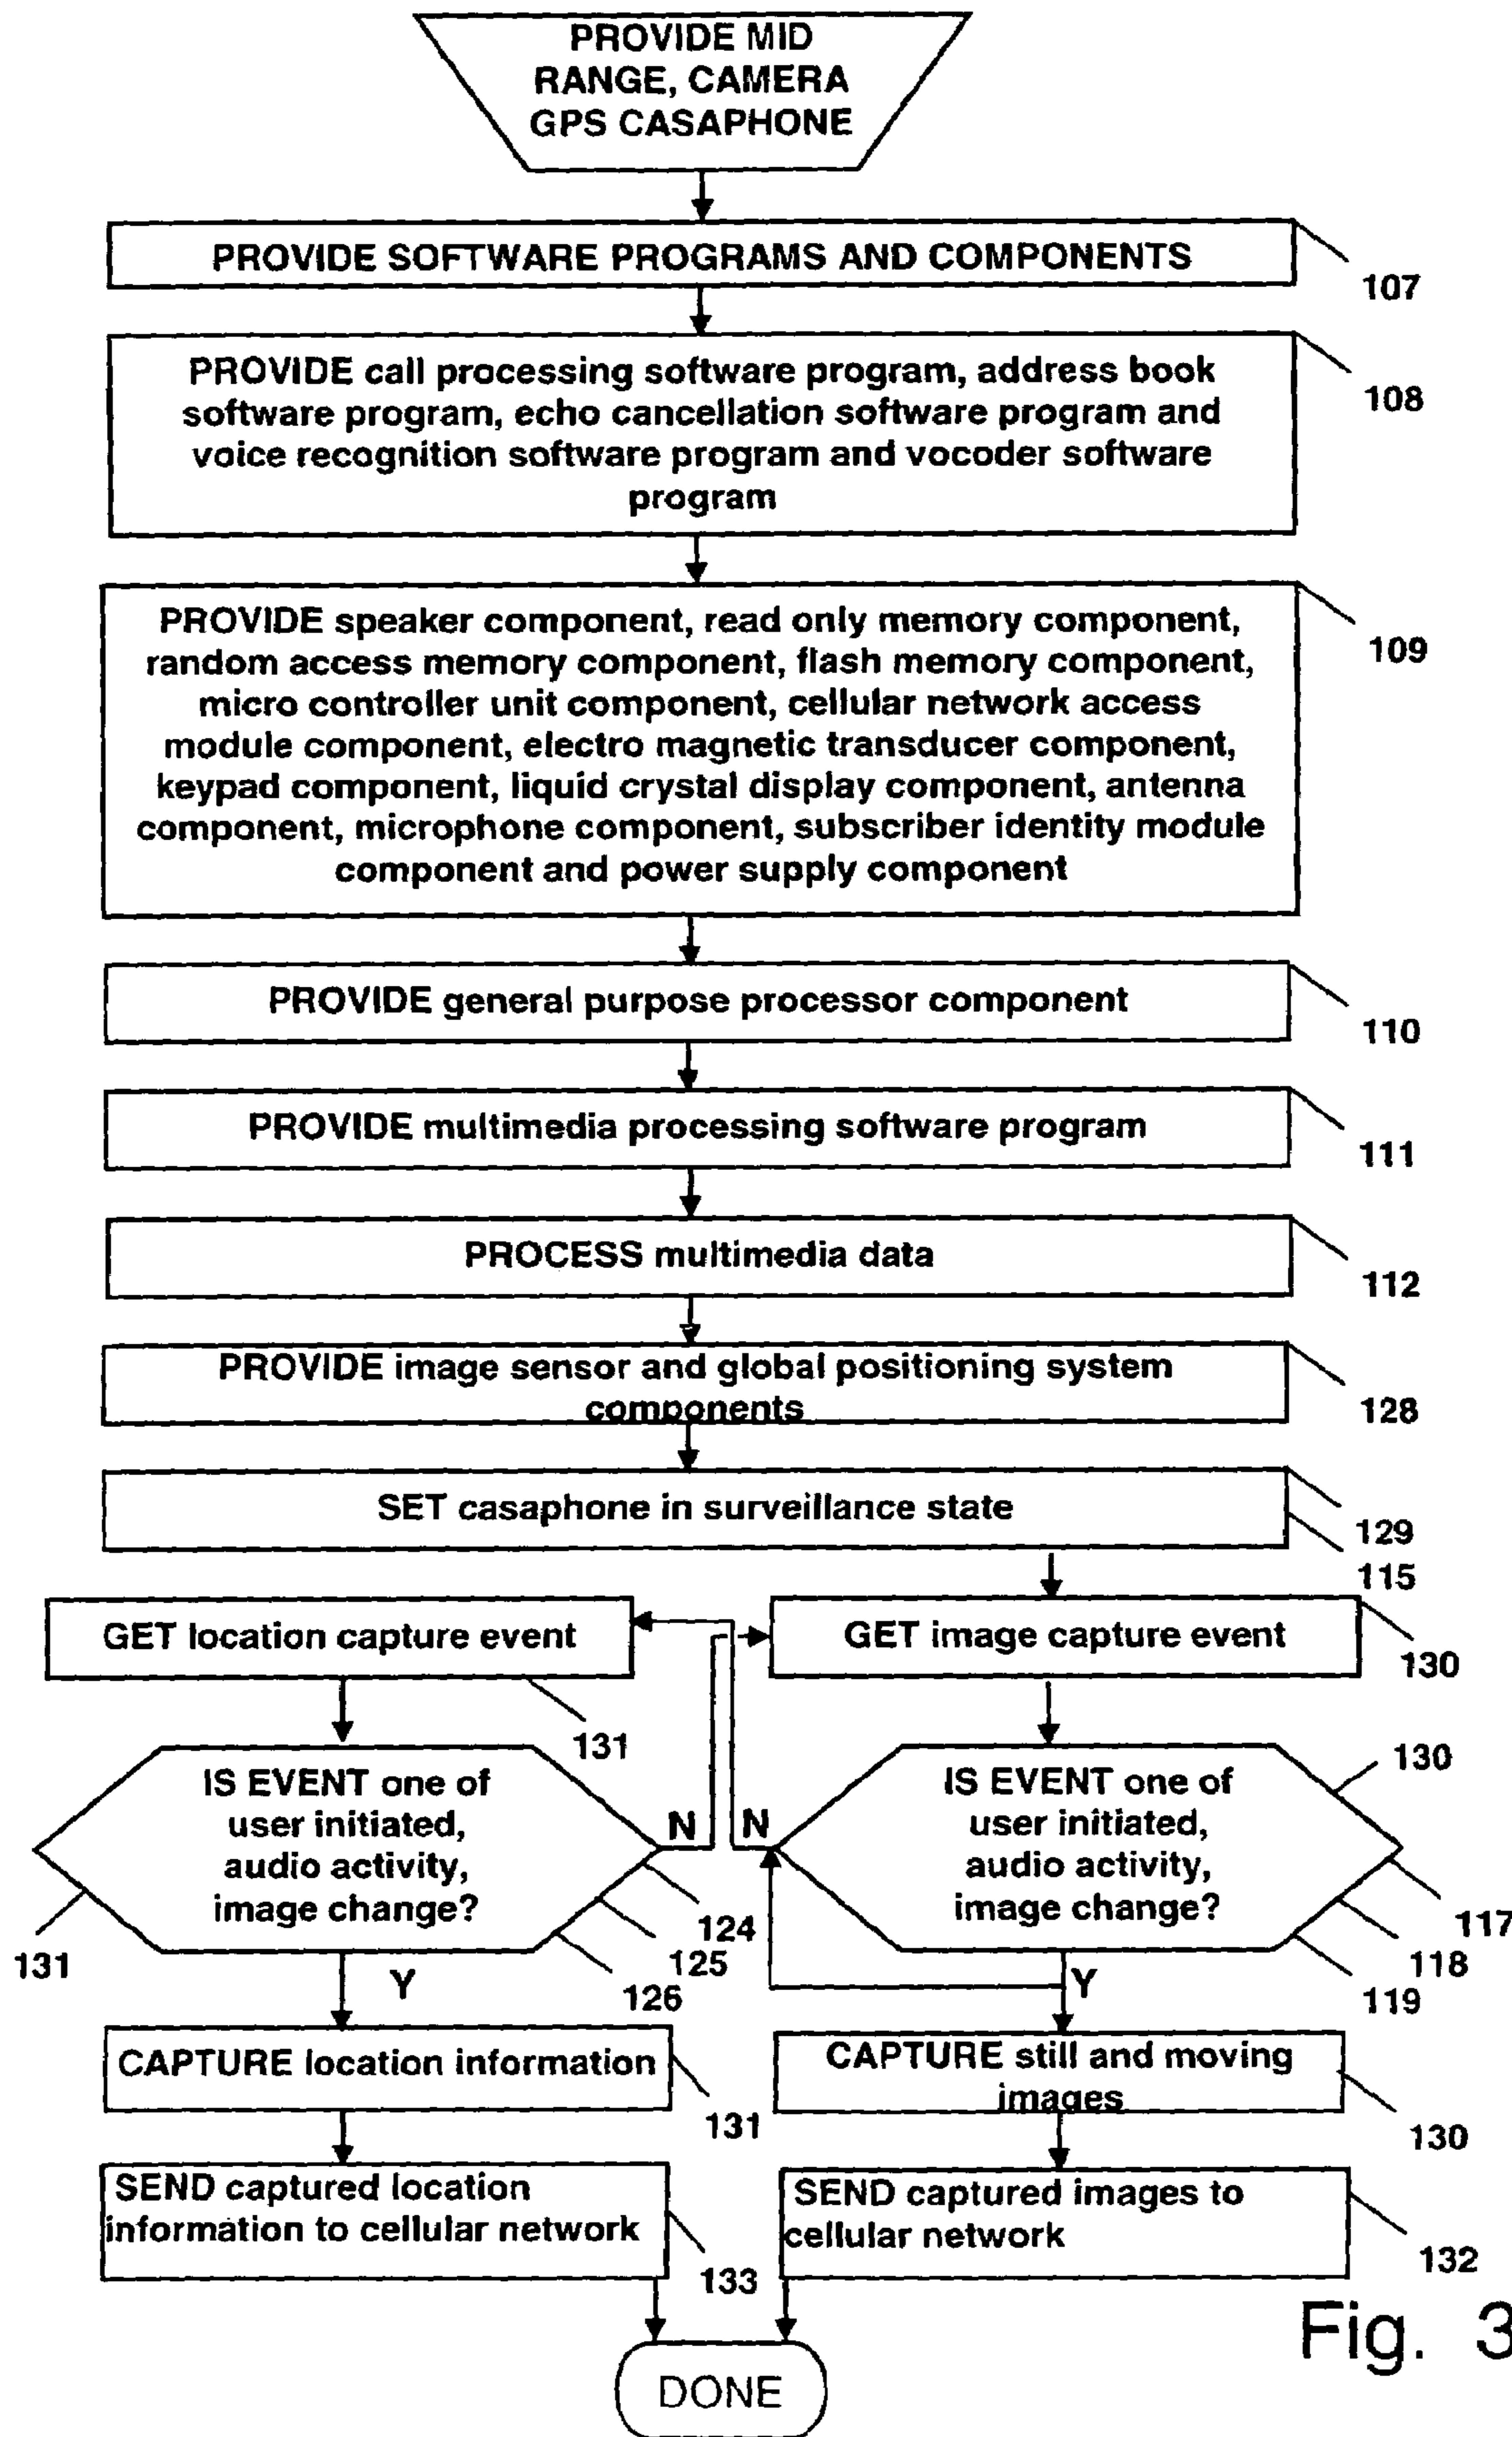 PROVIDE MID
RANGE, CAMERA
GPS CASAPHONE
PROVIDE SOFTWARE PROGRAMS AND COMPONENTS
107
PROVIDE call processing software program, address book
software program, echo cancellation software program and
voice recognition software program and vocoder software
program
108
PROVIDE speaker component, read only memory component,
random access memory component, flash memory component,
micro controller unit component, cellular network access
module component, electro magnetic transducer component,
keypad component, liquid crystal display component, antenna
component, microphone component, subscriber identity module
component and power supply component
109
PROVIDE general purpose processor component
110
PROVIDE multimedia processing software program
111
PROCESS multimedia data
112
PROVIDE image sensor and global positioning system
components
128
SET casaphone in surveillance state
129
115
GET location capture event
131
GET image capture event
130
IS EVENT one of
user initiated,
audio activity,
image change?
N
131
124
125
126
Y
IS EVENT one of
user initiated,
audio activity,
image change?
N
130
117
118
119
Y
CAPTURE location information
131
CAPTURE still and moving
images
130
SEND captured location
information to cellular network
133
SEND captured images to
cellular network
132
DONE
Fig. 3